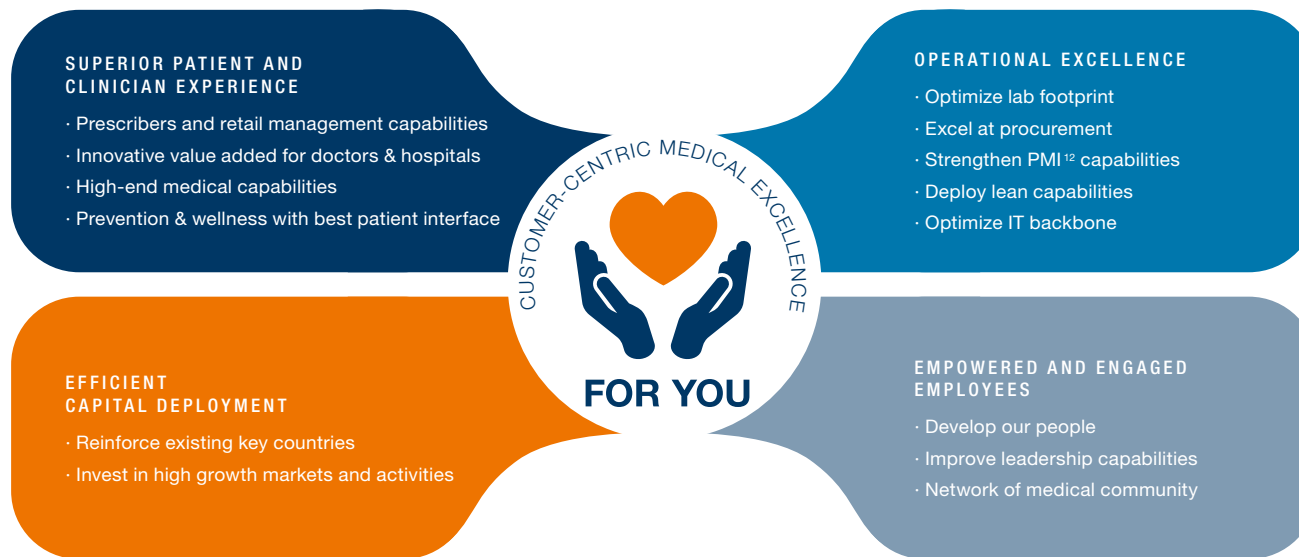 SUPERIOR PATIENT AND
CLINICIAN EXPERIENCE
· Prescribers and retail management capabilities
· Innovative value added for doctors & hospitals
· High-end medical capabilities
· Prevention & wellness with best patient interface
OPERATIONAL EXCELLENCE
· Optimize lab footprint
· Excel at procurement
· Strengthen PMI¹² capabilities
· Deploy lean capabilities
· Optimize IT backbone
CUSTOMER-CENTRIC MEDICAL EXCELLENCE
FOR YOU
EFFICIENT
CAPITAL DEPLOYMENT
· Reinforce existing key countries
· Invest in high growth markets and activities
EMPOWERED AND ENGAGED
EMPLOYEES
· Develop our people
· Improve leadership capabilities
· Network of medical community